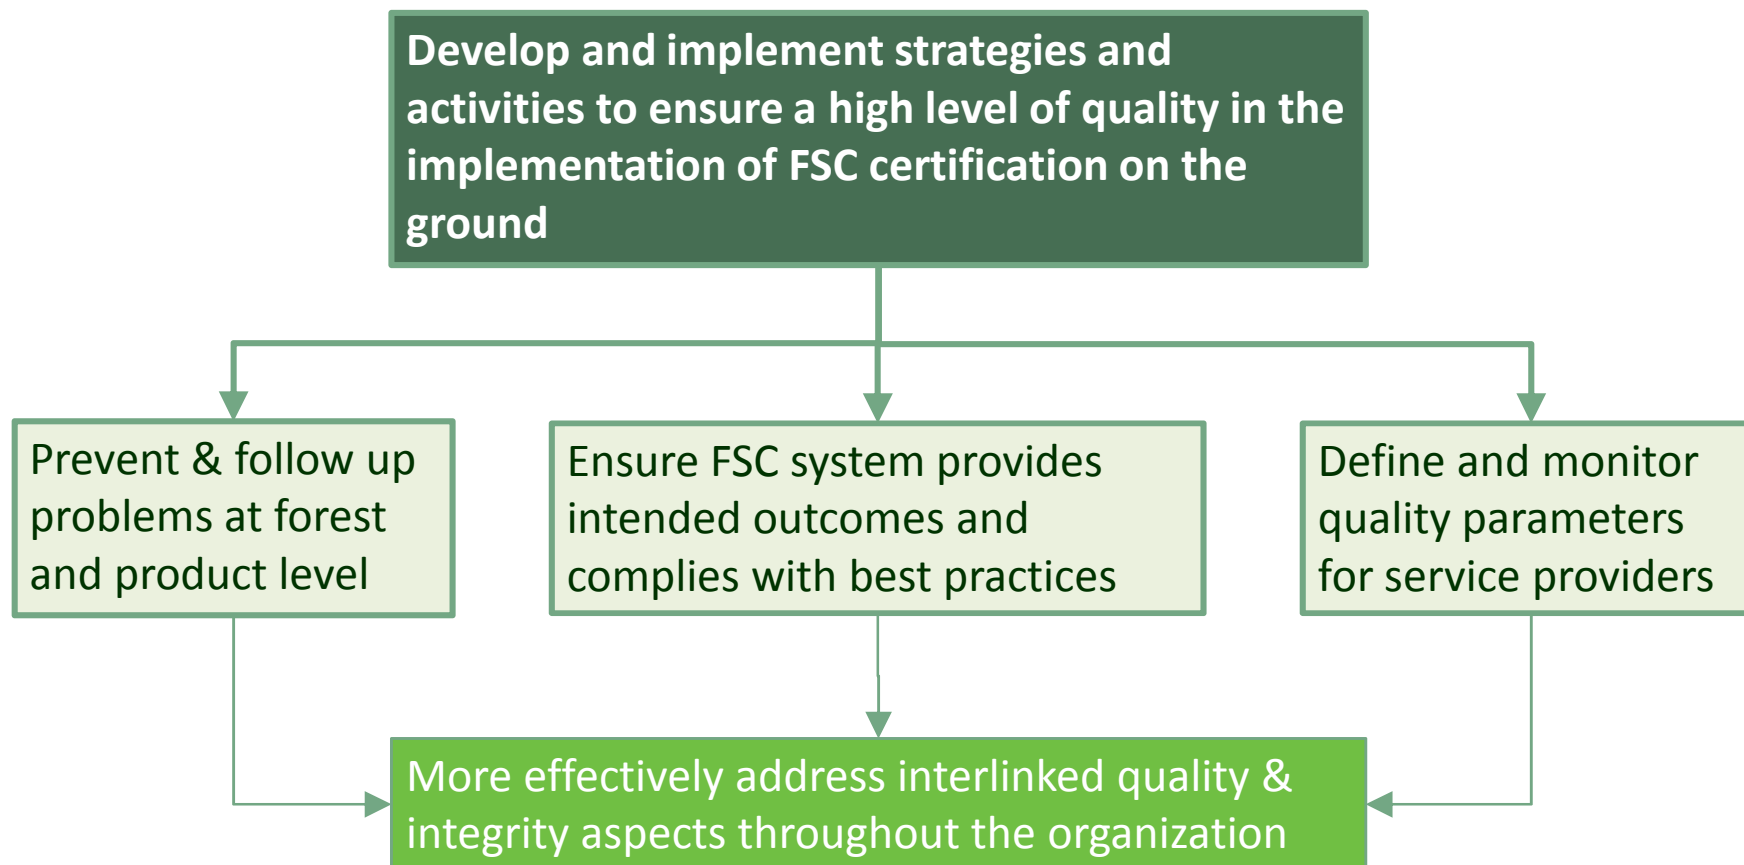 Develop and implement strategies and
activities to ensure a high level of quality in the
implementation of FSC certification on the
ground
Prevent & follow up
problems at forest
and product level
Ensure FSC system provides
intended outcomes and
complies with best practices
Define and monitor
quality parameters
for service providers
More effectively address interlinked quality &
integrity aspects throughout the organization